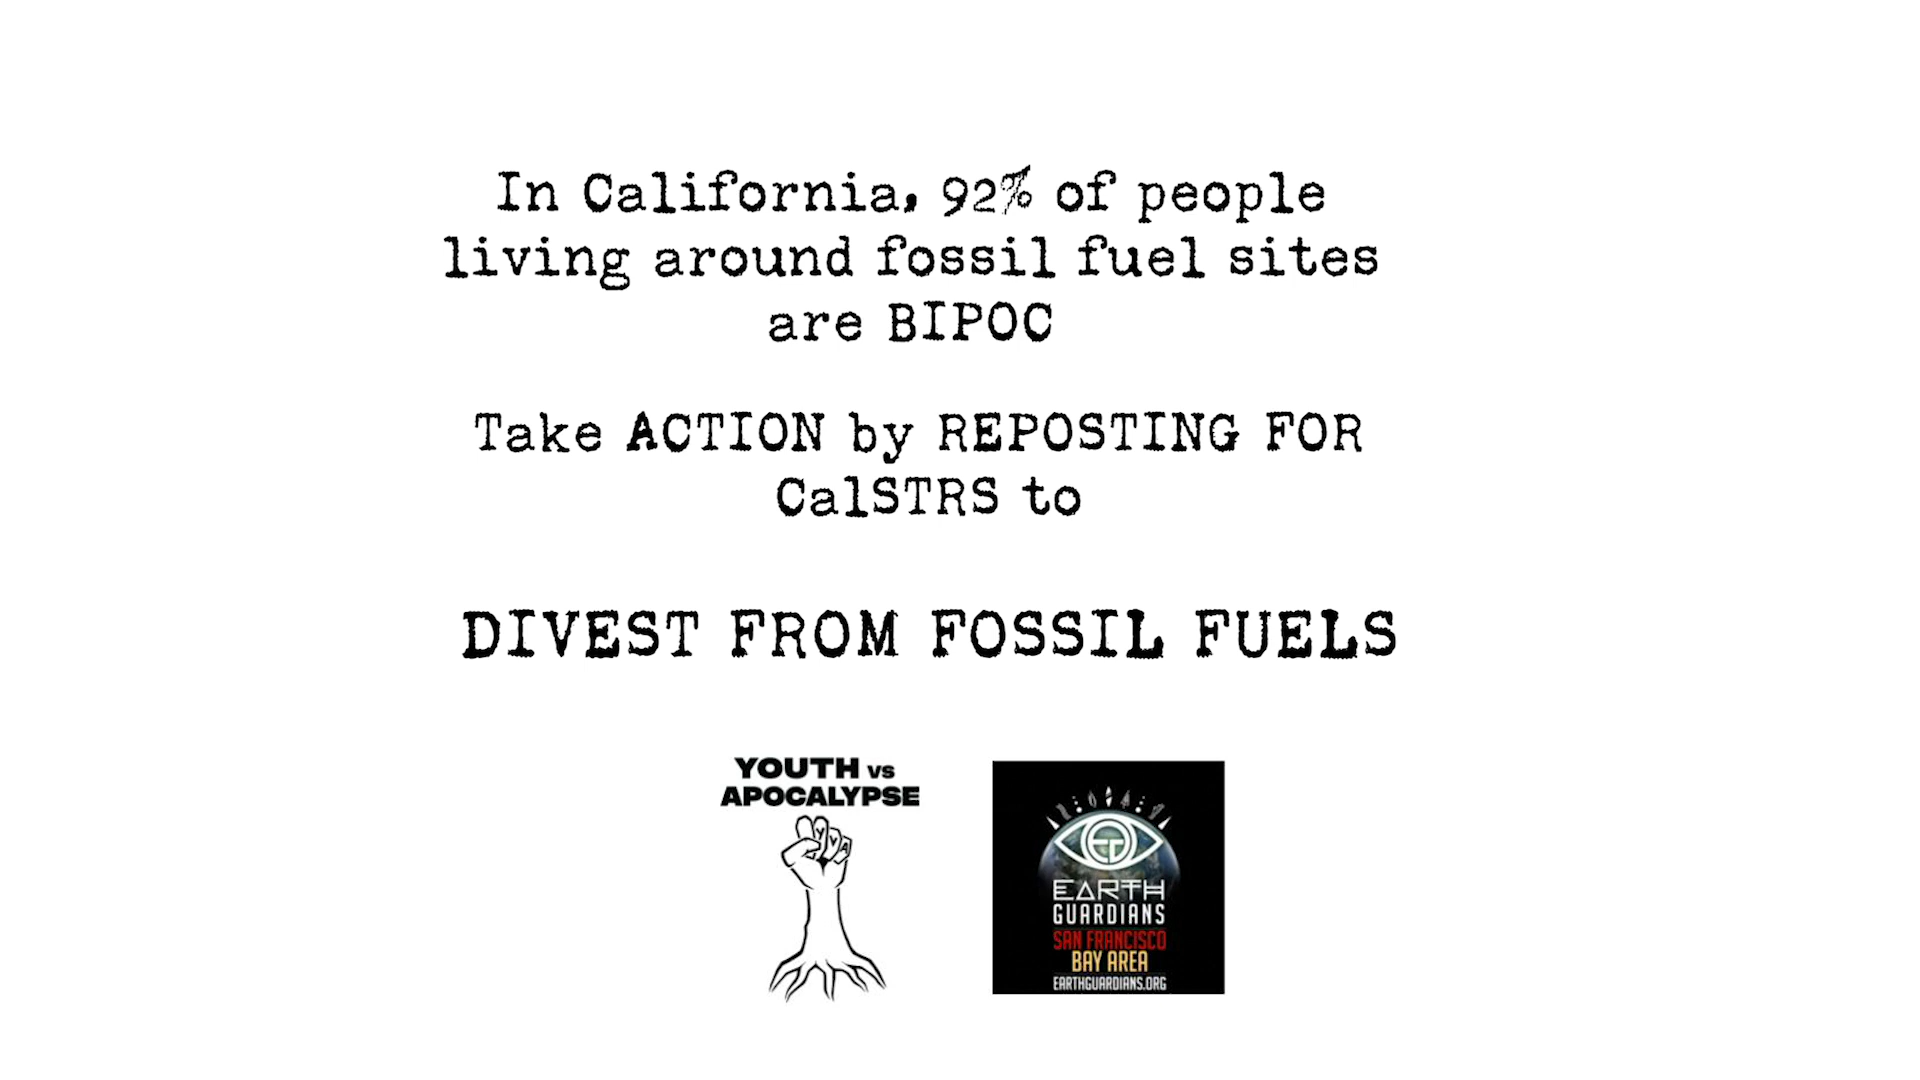 In California, 92% of people
living around fossil fuel sites
are BIPOC
Take ACTION by REPOSTING FOR
CalSTRS to
DIVEST FROM FOSSIL FUELS
YOUTH VS
APOCALYPSE
YVA
EARTH
GUARDIANS
SAN FRANCISCO
BAY AREA
EARTHGUARDIANS.ORG